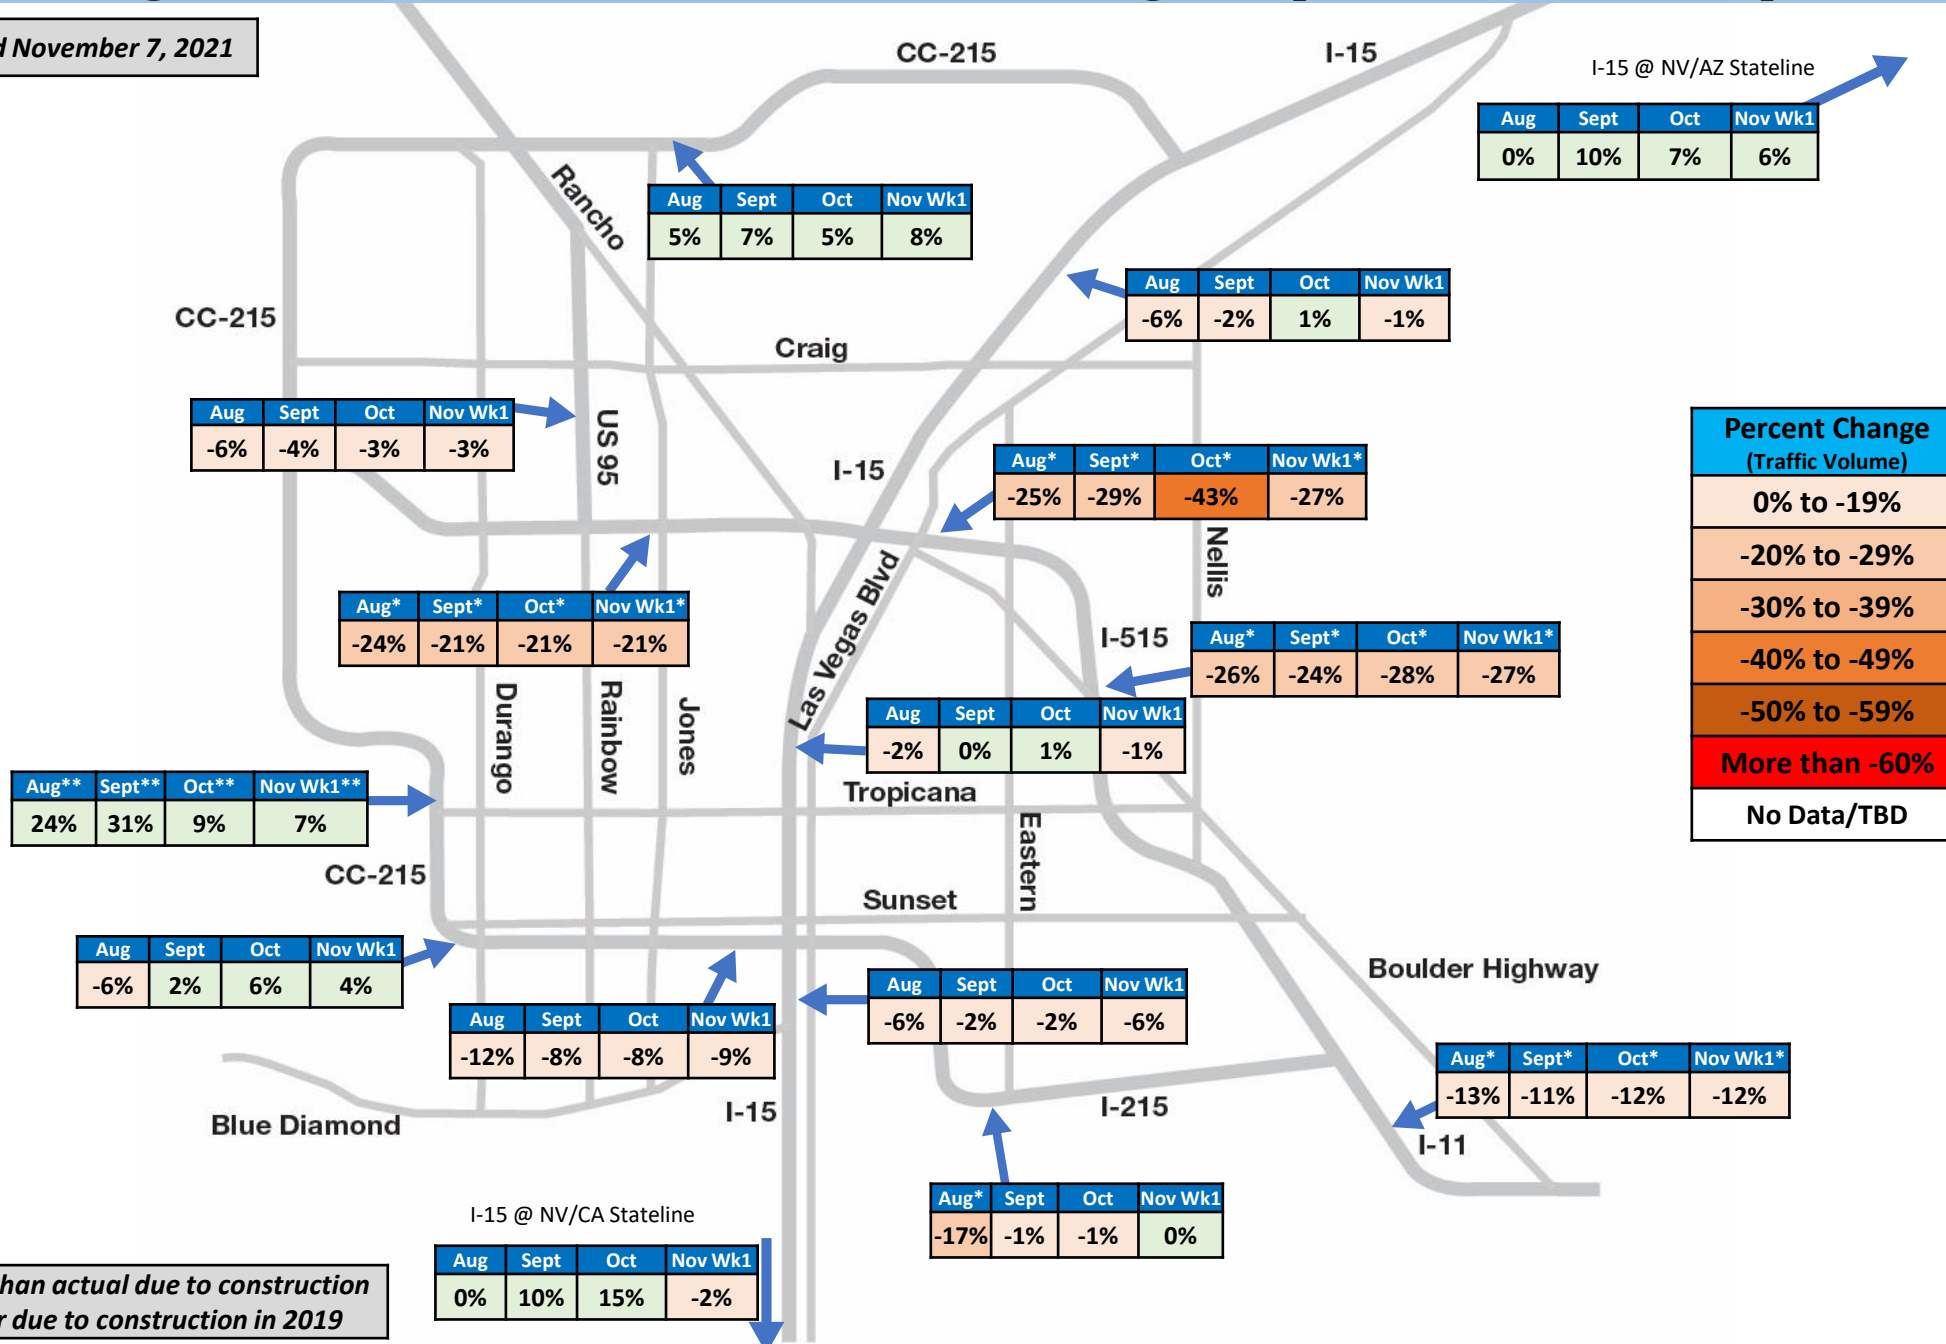 November 7, 2021
CC-215
I-15
I-15 @ NV/AZ Stateline
Aug Sept Oct Nov Wk1
0% 10% 7% 6%
Rancho
Aug Sept Oct Nov Wk1
5% 7% 5% 8%
Aug Sept Oct Nov Wk1
-6% -2% 1% -1%
CC-215
Craig
Aug Sept Oct Nov Wk1
-6% -4% -3% -3%
US 95
I-15
Aug* Sept* Oct* Nov Wk1*
-25% -29% -43% -27%
Nellis
Percent Change
(Traffic Volume)
0% to -19%
-20% to -29%
-30% to -39%
-40% to -49%
-50% to -59%
More than -60%
No Data/TBD
Las Vegas Blvd
Aug* Sept* Oct* Nov Wk1*
-24% -21% -21% -21%
I-515
Aug* Sept* Oct* Nov Wk1*
-26% -24% -28% -27%
Durango
Rainbow
Jones
Aug Sept Oct Nov Wk1
-2% 0% 1% -1%
Aug** Sept** Oct** Nov Wk1**
24% 31% 9% 7%
Tropicana
Eastern
CC-215
Sunset
Aug Sept Oct Nov Wk1
-6% 2% 6% 4%
Boulder Highway
Aug Sept Oct Nov Wk1
-6% -2% -2% -6%
Aug Sept Oct Nov Wk1
-12% -8% -8% -9%
Aug* Sept* Oct* Nov Wk1*
-13% -11% -12% -12%
Blue Diamond
I-15
I-215
I-11
Aug* Sept Oct Nov Wk1
-17% -1% -1% 0%
I-15 @ NV/CA Stateline
Aug Sept Oct Nov Wk1
0% 10% 15% -2%
han actual due to construction
r due to construction in 2019